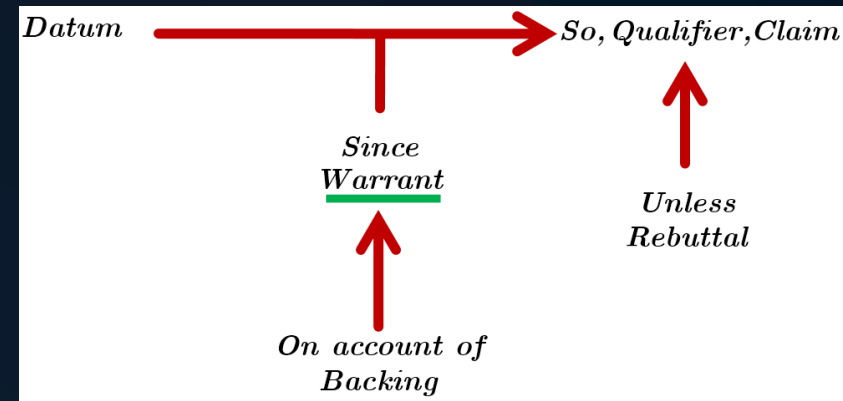 Datum
So, Qualifier,Claim
Since
Warrant
Unless
Rebuttal
On account of
Backing